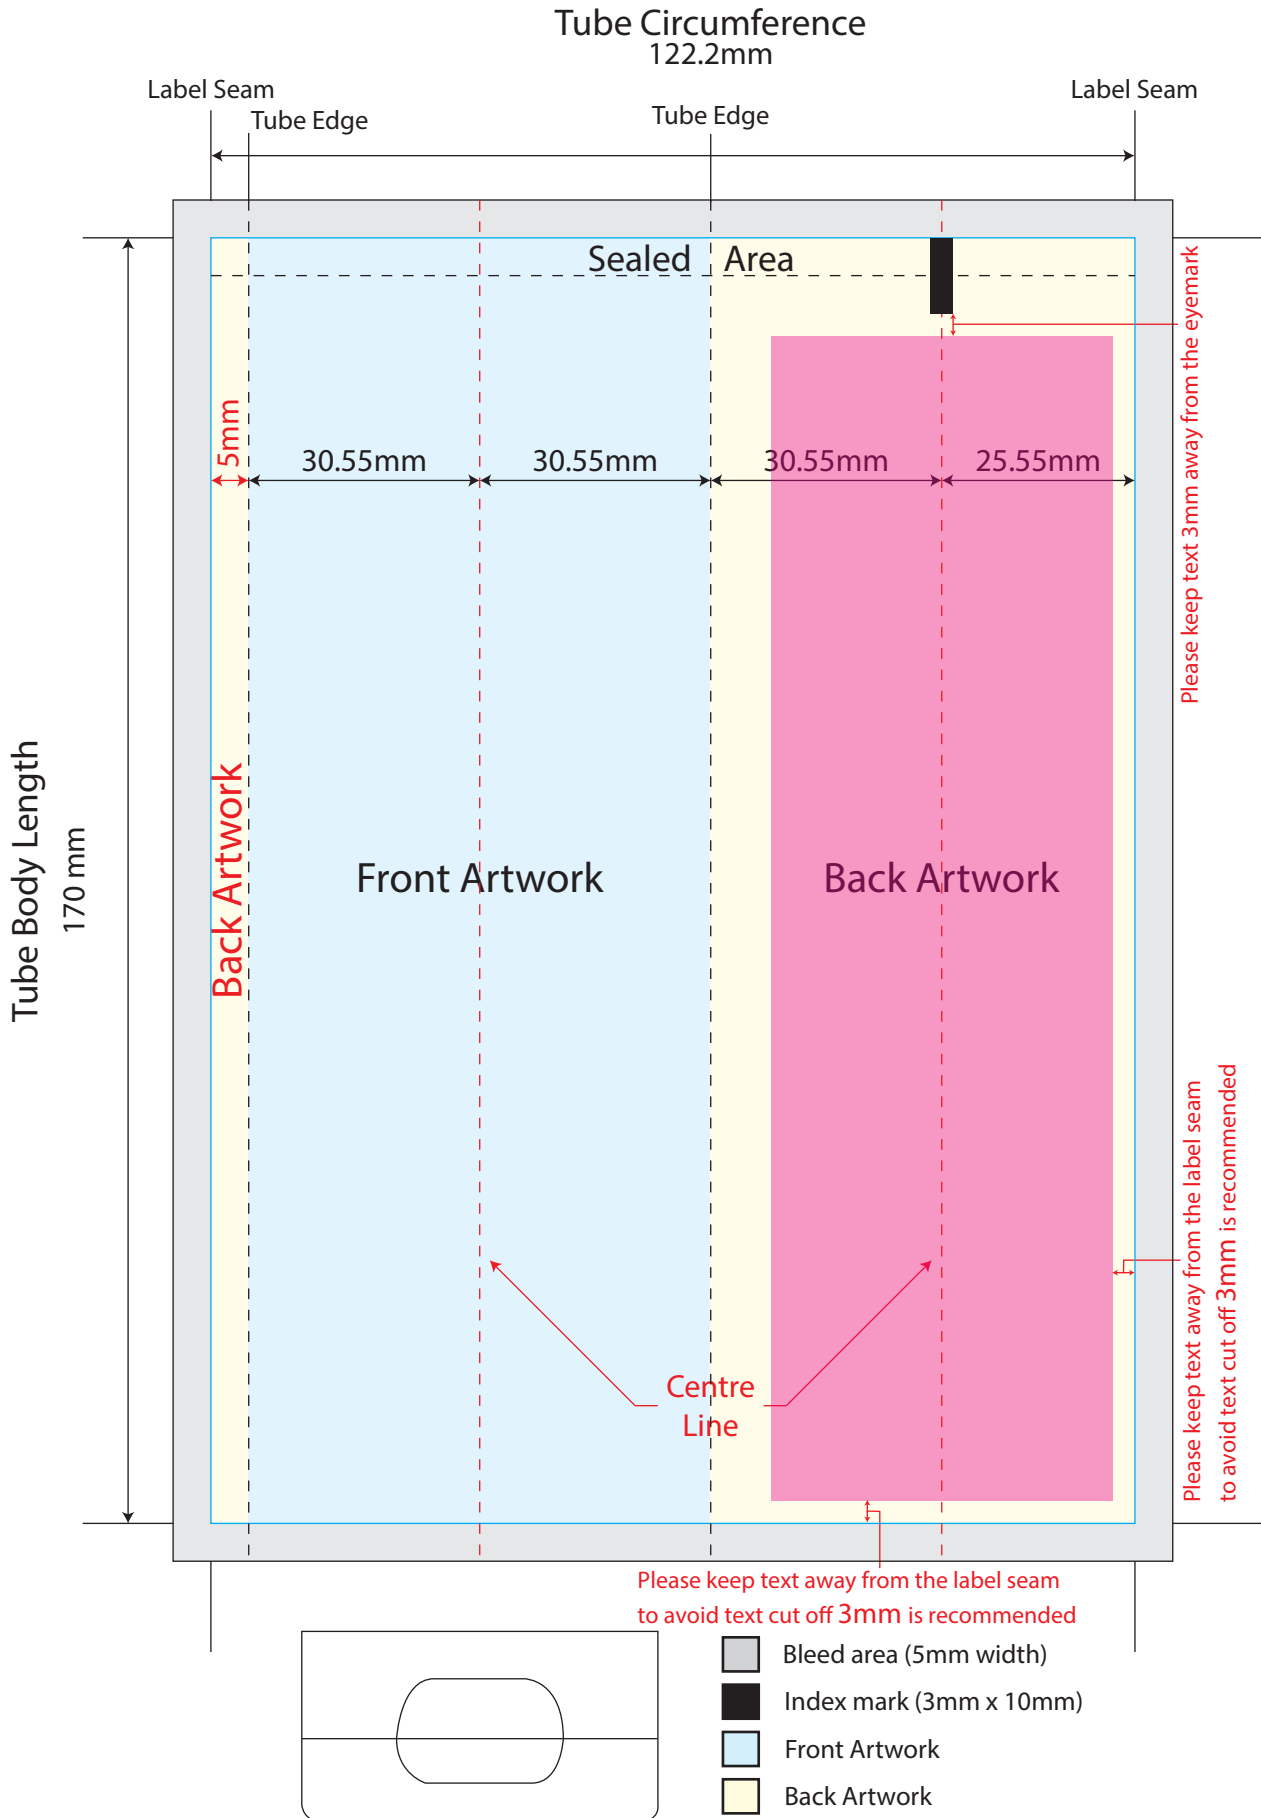 Tube Circumference
122.2mm
Label Seam
Label Seam
Tube Edge
Tube Edge
Sealed Area
Please keep text 3mm away from the eyemark
5mm
30.55mm
30.55mm
30.55mm
25.55mm
Tube Body Length
170 mm
Back Artwork
Front Artwork
Back Artwork
Please keep text away from the label seam
to avoid text cut off 3mm is recommended
Centre
Line
Please keep text away from the label seam
to avoid text cut off 3mm is recommended
Bleed area (5mm width)
Index mark (3mm x 10mm)
Front Artwork
Back Artwork